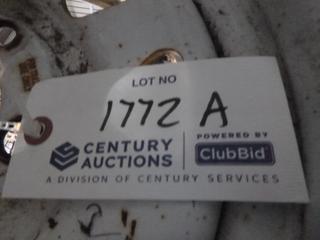 LOT NO
1772 A
CENTURY AUCTIONS
POWERED BY
ClubBid
A DIVISION OF CENTURY SERVICES